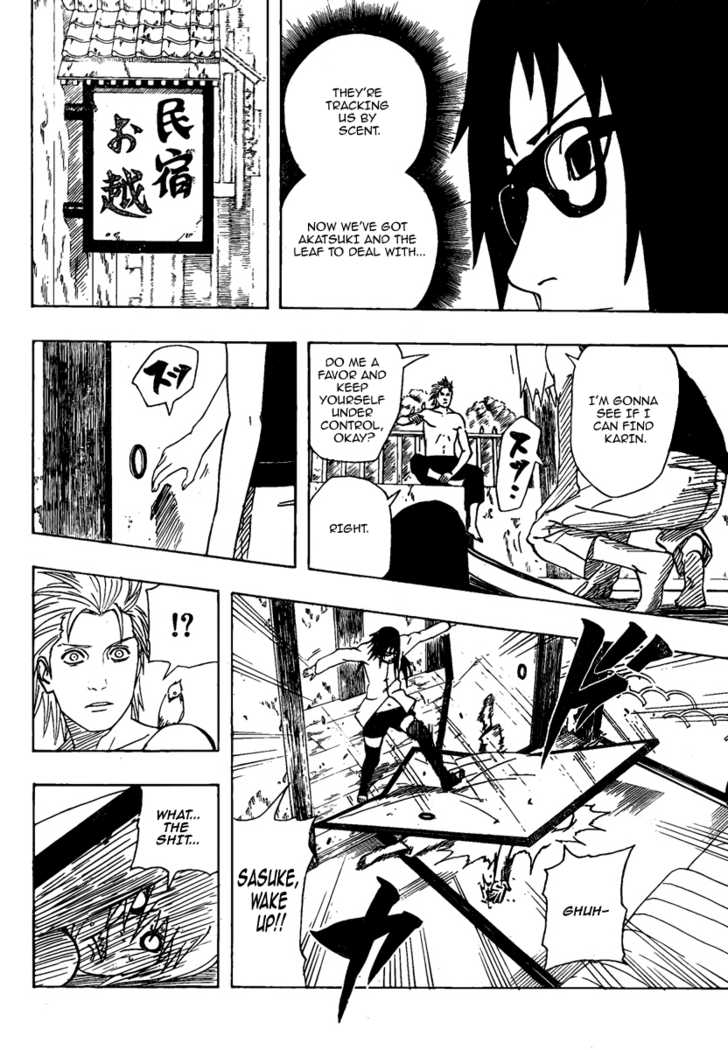 THEY'RE
TRACKING
US BY
SCENT.
NOW WE'VE GOT
AKATSUKI AND THE
LEAF TO DEAL WITH...
民宿
お越
I'M GONNA
SEE IF I
CAN FIND
KARIN.
スッ…
DO ME A
FAVOR AND
KEEP
YOURSELF
UNDER
CONTROL,
OKAY?
RIGHT.
ズッ
ド
カ
GHUH-
SASUKE,
WAKE
UP!!
!?
WHAT...
THE
SHIT...